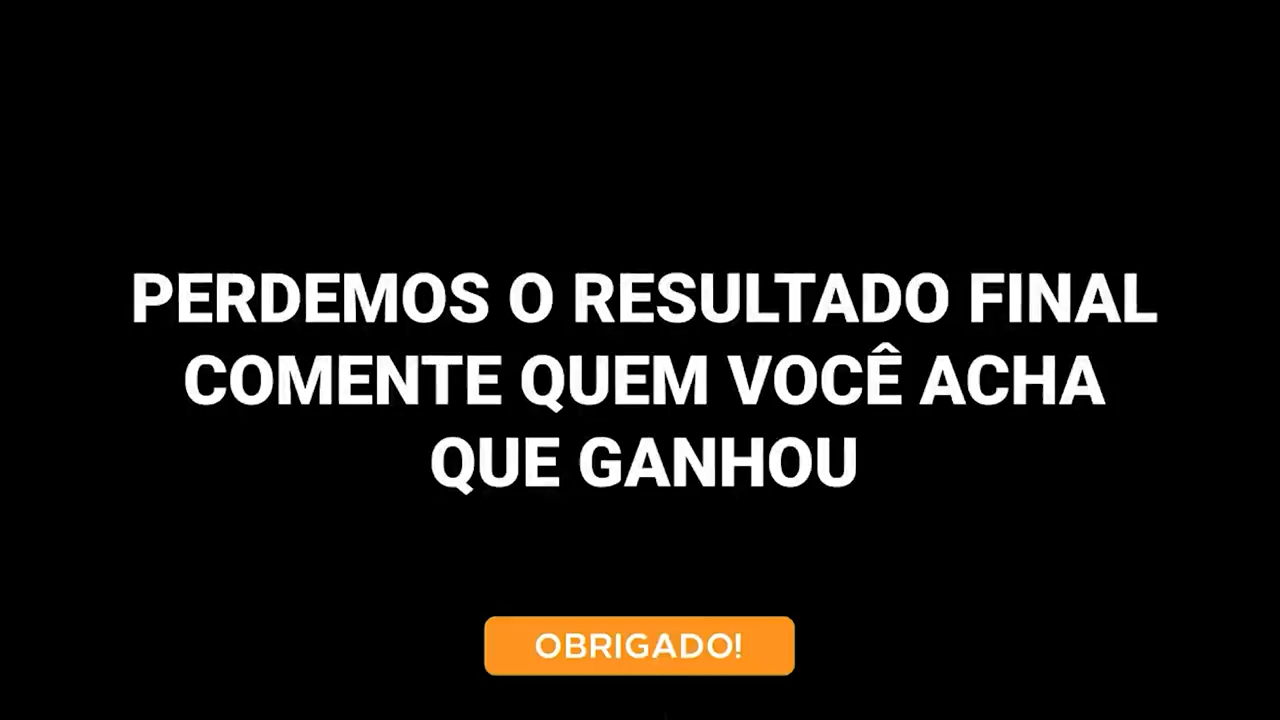 PERDEMOS O RESULTADO FINAL
COMENTE QUEM VOCÊ ACHA
QUE GANHOU
OBRIGADO!